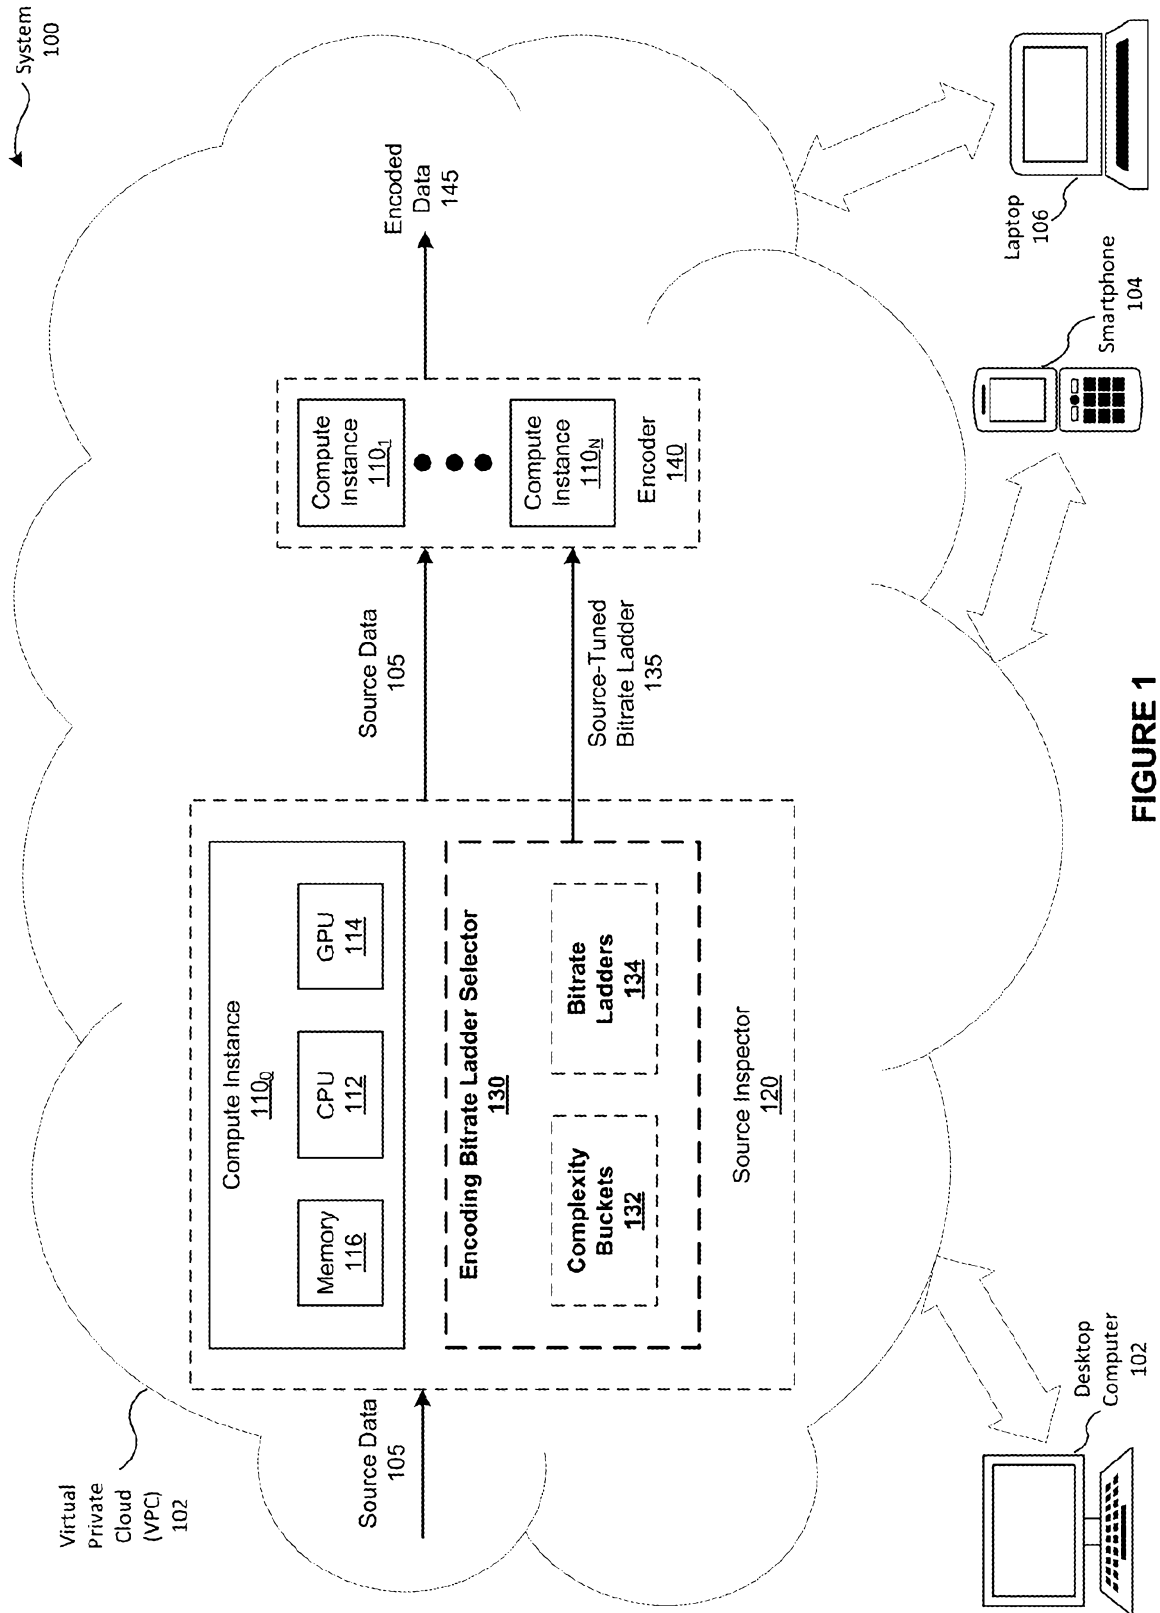 System
100
Virtual
Private
Cloud
(VPC)
102
Source Data
105
Compute Instance
110₀
Memory
116
CPU
112
GPU
114
Encoding Bitrate Ladder Selector
130
Complexity
Buckets
132
Bitrate
Ladders
134
Source Inspector
120
Source Data
105
Source-Tuned
Bitrate Ladder
135
Compute
Instance
110₁
Compute
Instance
110N
Encoder
140
Encoded
Data
145
Desktop
Computer
102
Smartphone
104
Laptop
106
FIGURE 1